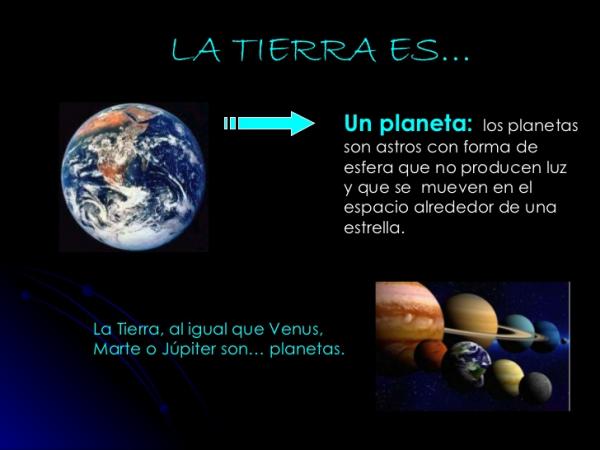 LA TIERRA ES...
Un planeta: los planetas
son astros con forma de
esfera que no producen luz
y que se mueven en el
espacio alrededor de una
estrella.
La Tierra, al igual que Venus,
Marte o Júpiter son... planetas.